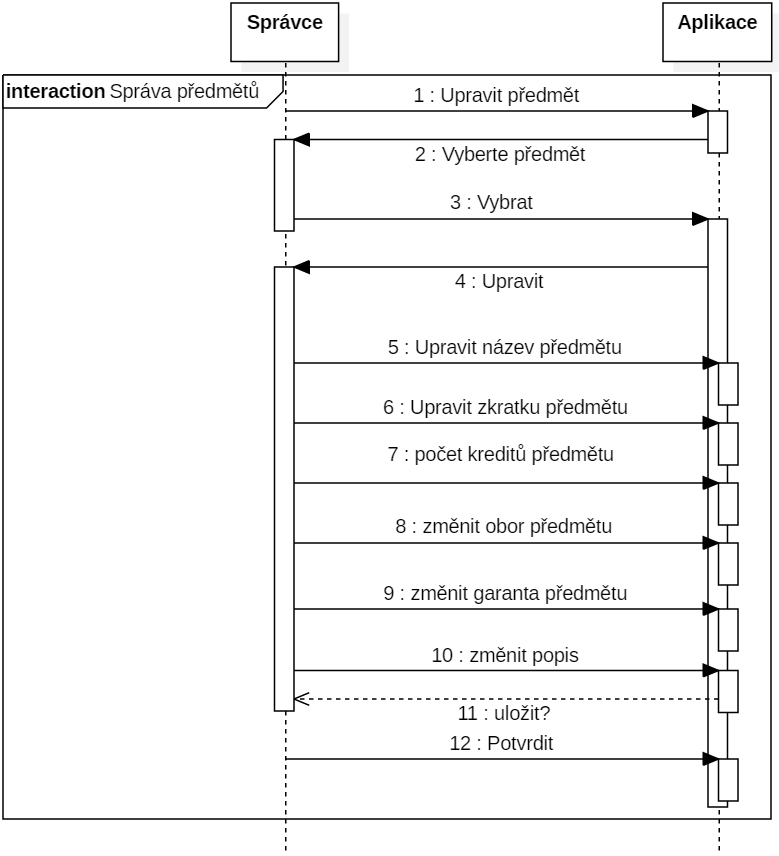 Správce
Aplikace
interaction Správa předmětů
1 : Upravit předmět
2 : Vyberte předmět
3 : Vybrat
4 : Upravit
5 : Upravit název předmětu
6 : Upravit zkratku předmětu
7 : počet kreditů předmětu
8 : změnit obor předmětu
9 : změnit garanta předmětu
10 : změnit popis
11 : uložit?
12 : Potvrdit